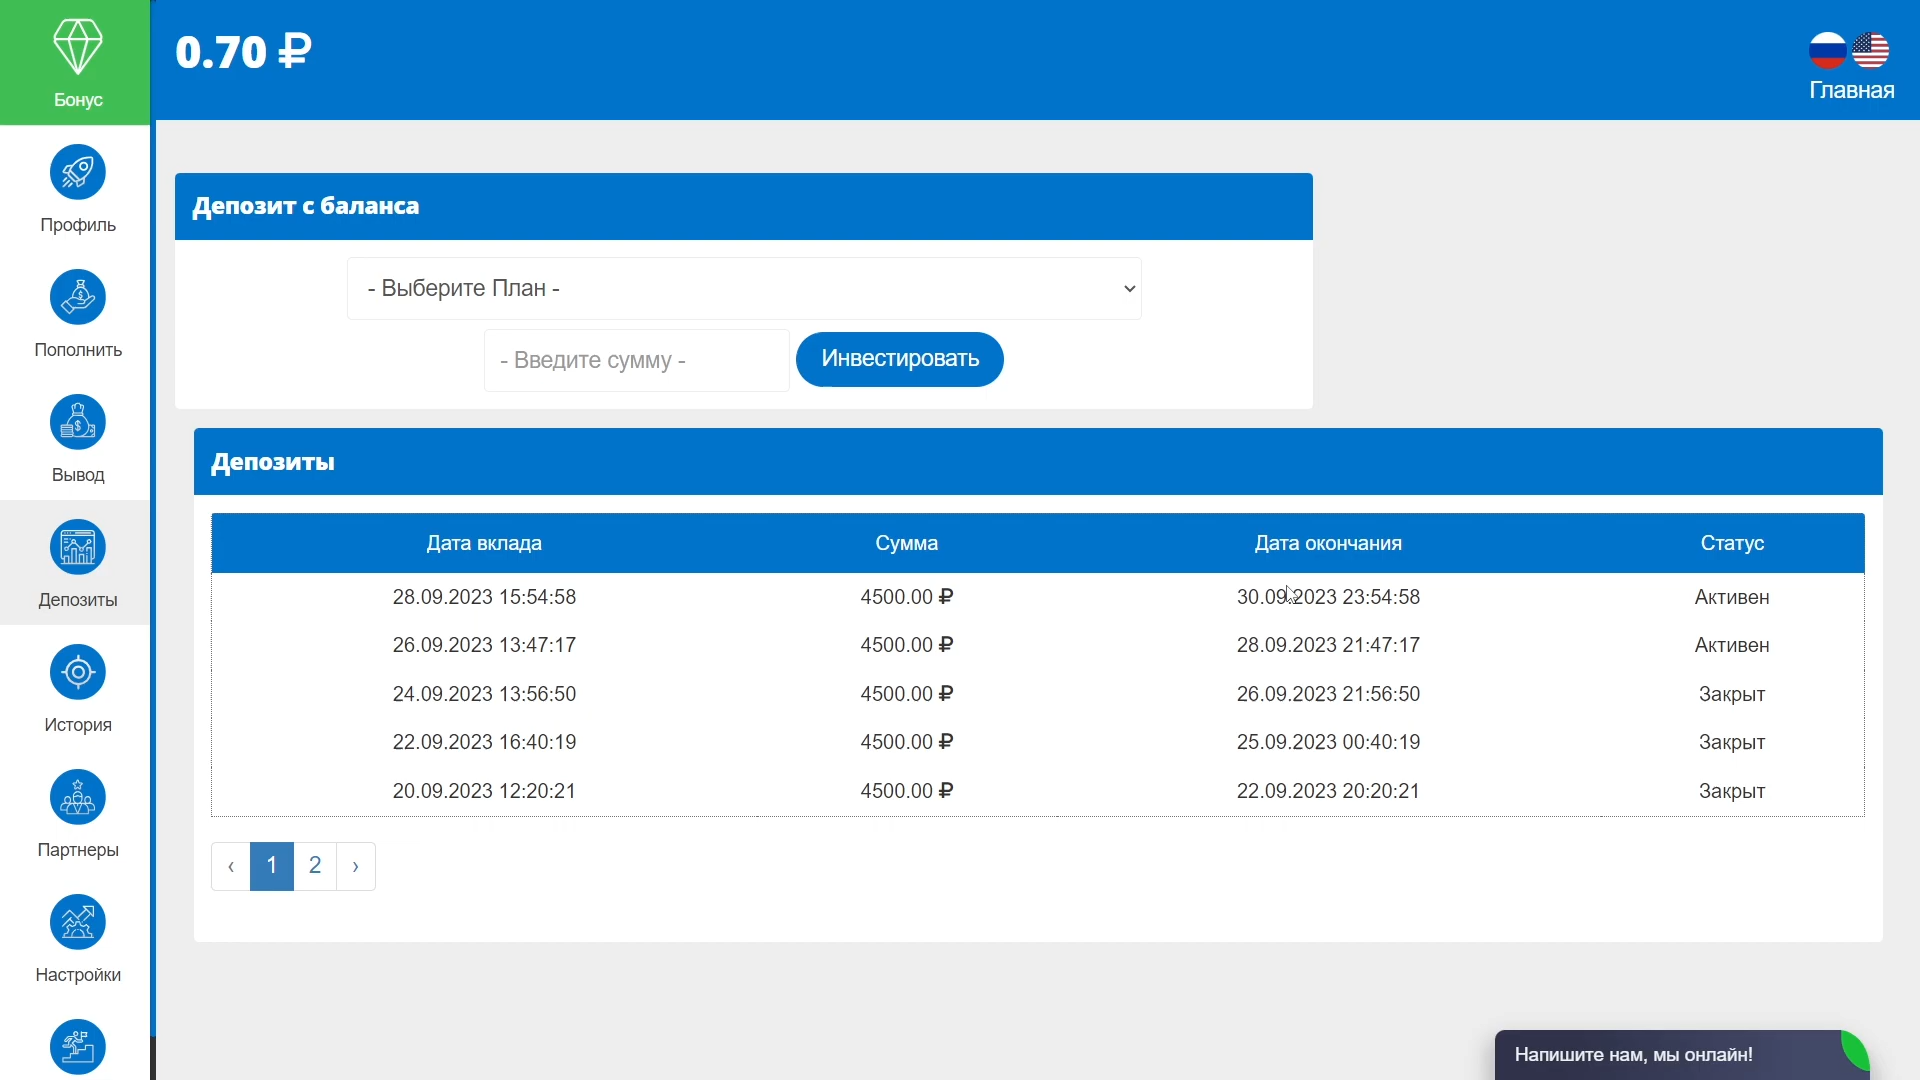 0.70 ₽
Главная
Бонус
Профиль
Пополнить
Вывод
Депозиты
История
Партнеры
Настройки
Депозит с баланса
- Выберите План -
- Введите сумму -
Инвестировать
Депозиты
Дата вклада Сумма Дата окончания Статус
28.09.2023 15:54:58 4500.00 ₽ 30.09.2023 23:54:58 Активен
26.09.2023 13:47:17 4500.00 ₽ 28.09.2023 21:47:17 Активен
24.09.2023 13:56:50 4500.00 ₽ 26.09.2023 21:56:50 Закрыт
22.09.2023 16:40:19 4500.00 ₽ 25.09.2023 00:40:19 Закрыт
20.09.2023 12:20:21 4500.00 ₽ 22.09.2023 20:20:21 Закрыт
‹ 1 2 ›
Напишите нам, мы онлайн!